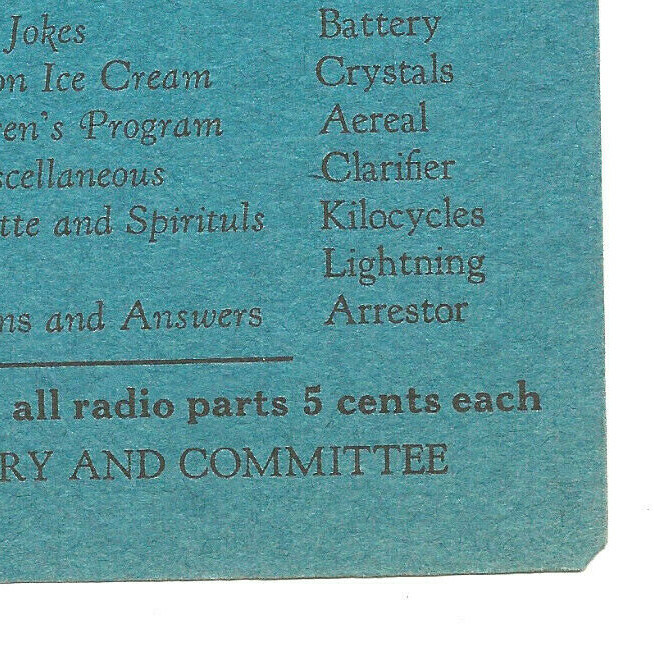 Jokes Battery
on Ice Cream Crystals
en's Program Aereal
scellaneous Clarifier
tte and Spirituls Kilocycles
Lightning
ns and Answers Arrestor
all radio parts 5 cents each
RY AND COMMITTEE